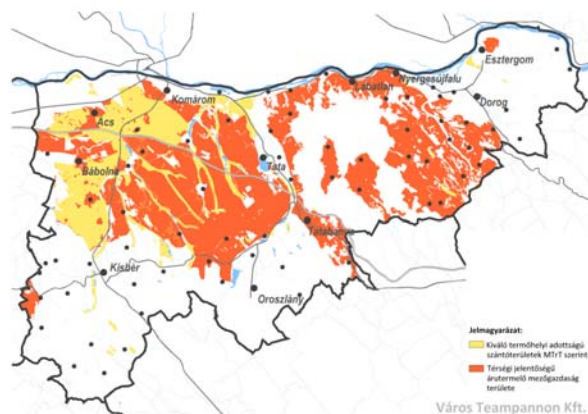 Esztergom
Nyergesújfalu
Lábatlan
Komárom
Dorog
Ács
Tata
Bábolna
Tatabánya
Kisbér
Oroszlány
Jelmagyarázat:
Kiváló termőhelyi adottságú
szántóterületek MTrT szerint
Térségi jelentőségű
árutermelő mezőgazdaság
területe
Város Teampannon Kft.